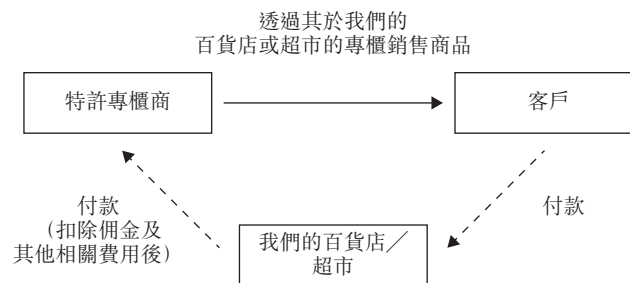 透過其於我們的
百貨店或超市的專櫃銷售商品
特許專櫃商
客戶
付款
(扣除佣金及
其他相關費用後)
付款
我們的百貨店／
超市